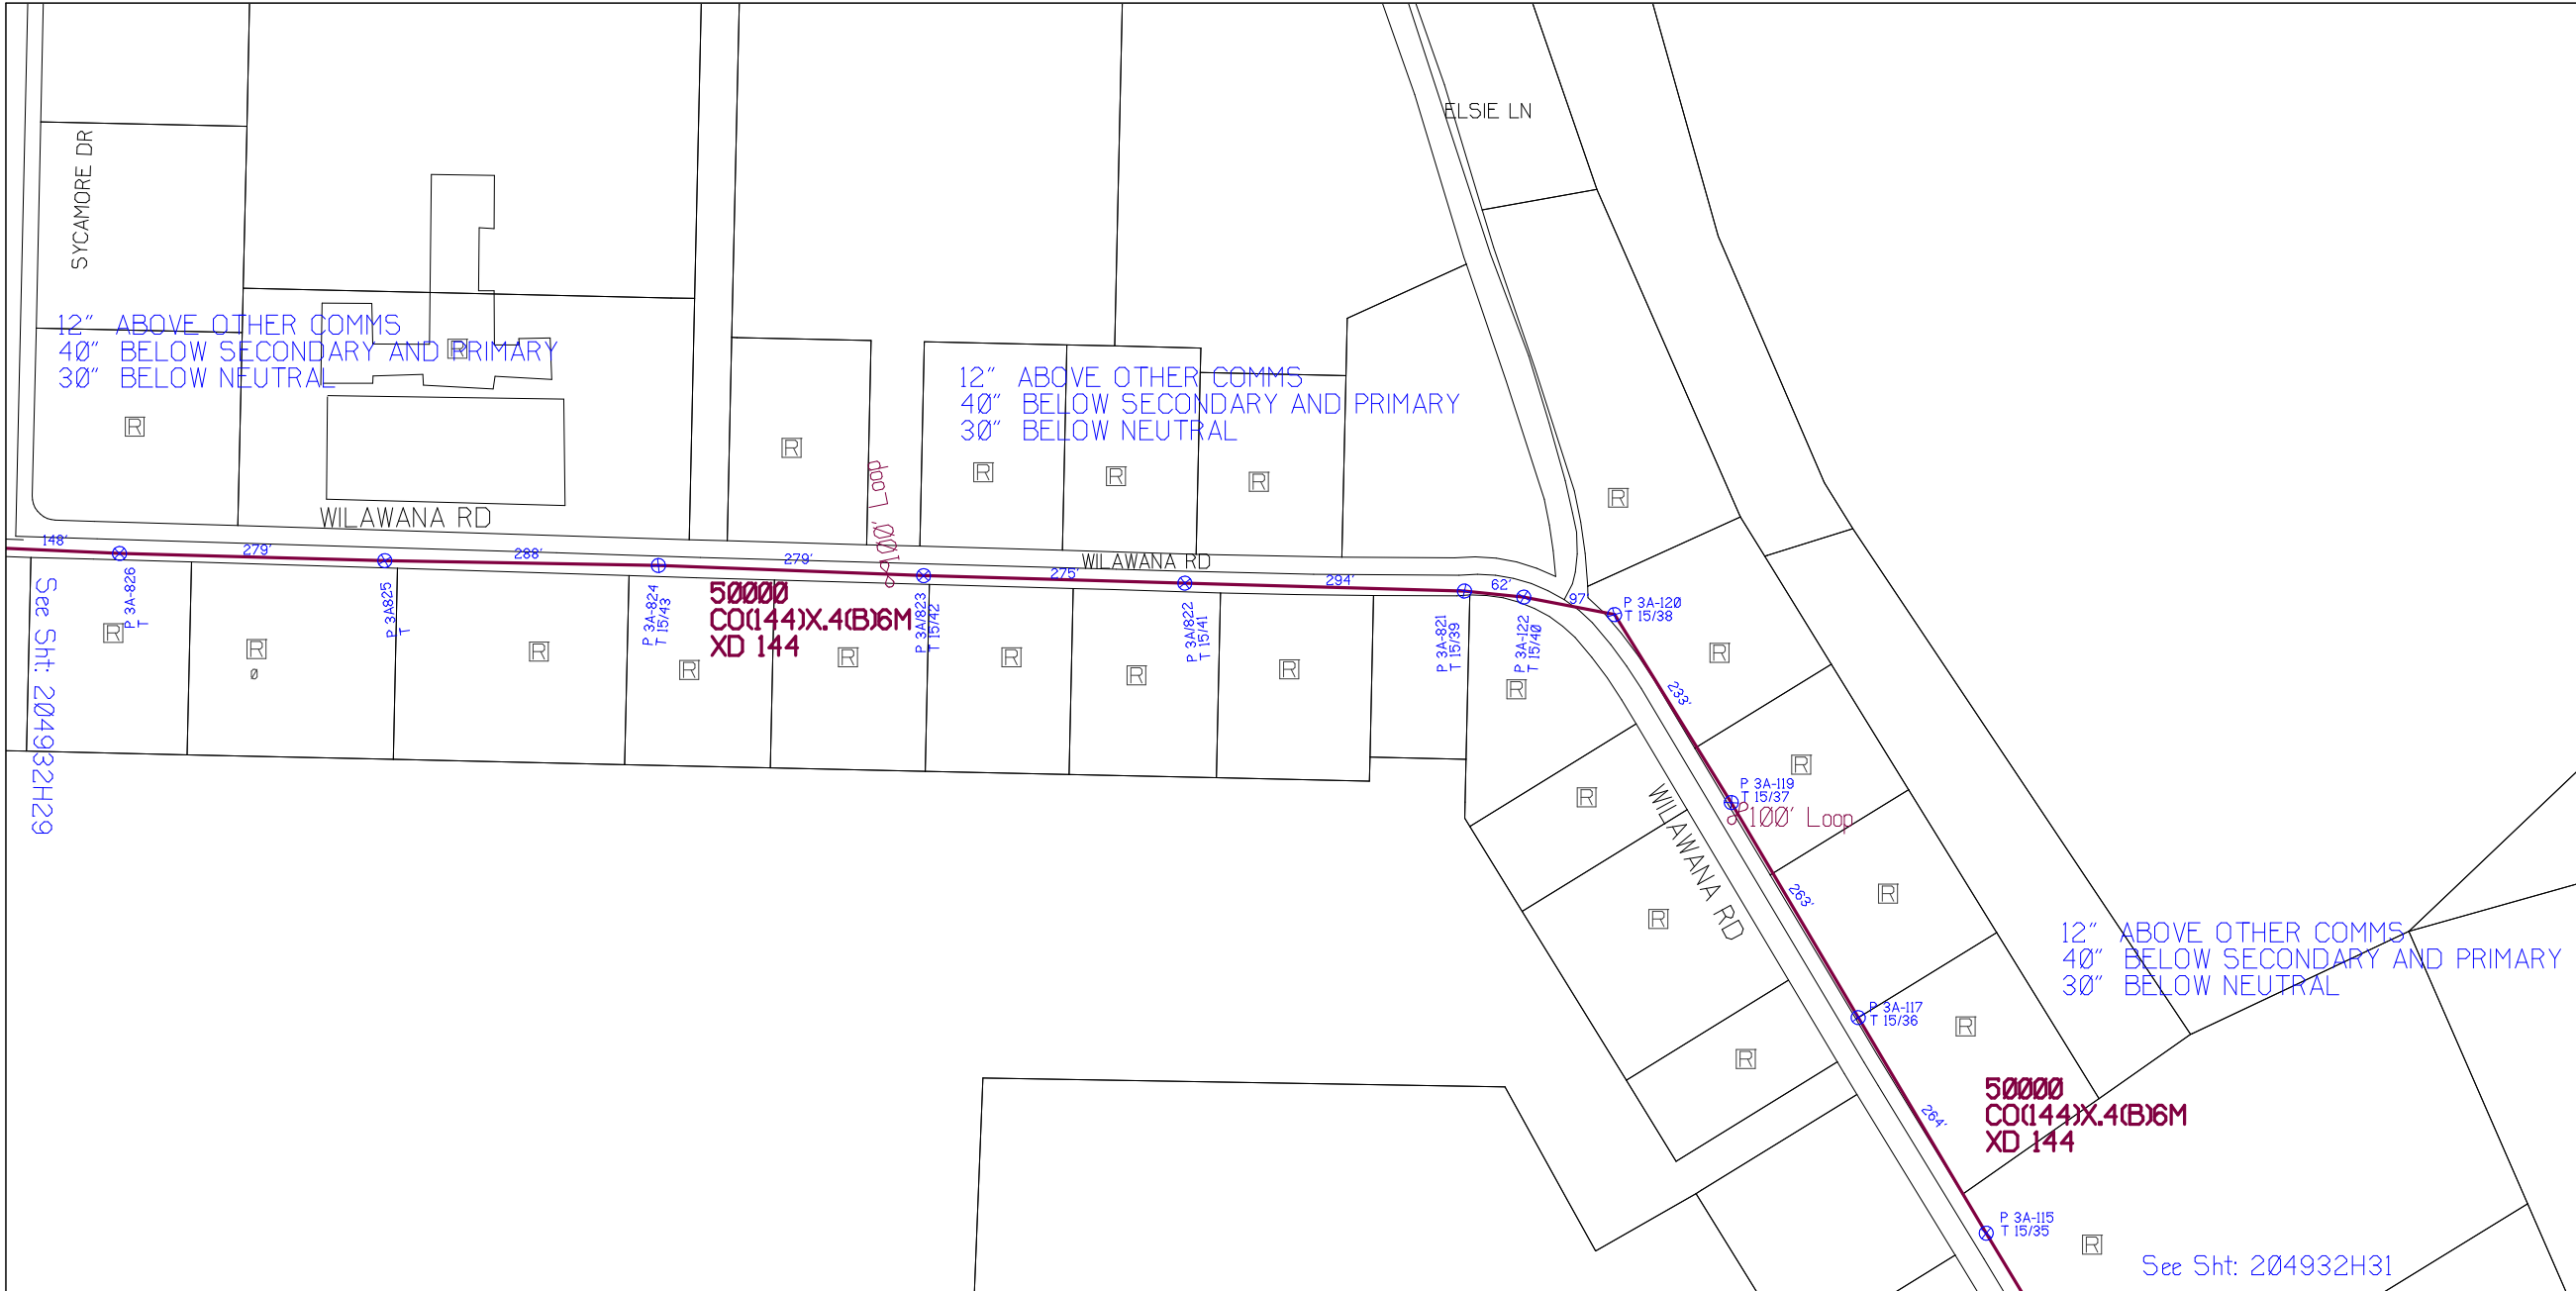 ELSIE LN
SYCAMORE DR
12" ABOVE OTHER COMMS
40" BELOW SECONDARY AND PRIMARY
30" BELOW NEUTRAL
R
R
12" ABOVE OTHER COMMS
40" BELOW SECONDARY AND PRIMARY
30" BELOW NEUTRAL
R
R
R
R
R
WILAWANA RD
100' Loop
WILAWANA RD
148'
279'
288'
279'
275'
294'
62'
97'
P 3A-826
T
P 3A825
T
P 3A-824
T 15/43
50000
CO(144)X.4(B)6M
XD 144
P 3A/823
T 15/42
P 3A/822
T 15/41
P 3A-821
T 15/39
P 3A-122
T 15/40
P 3A-120
T 15/38
See Sht: 204932H29
R
R
Ø
R
R
R
R
R
R
R
R
233'
P 3A-119
T 15/37
100' Loop
R
R
WILAWANA RD
263'
R
R
12" ABOVE OTHER COMMS
40" BELOW SECONDARY AND PRIMARY
30" BELOW NEUTRAL
P 3A-117
T 15/36
R
R
264'
50000
CO(144)X.4(B)6M
XD 144
P 3A-115
T 15/35
R
See Sht: 204932H31